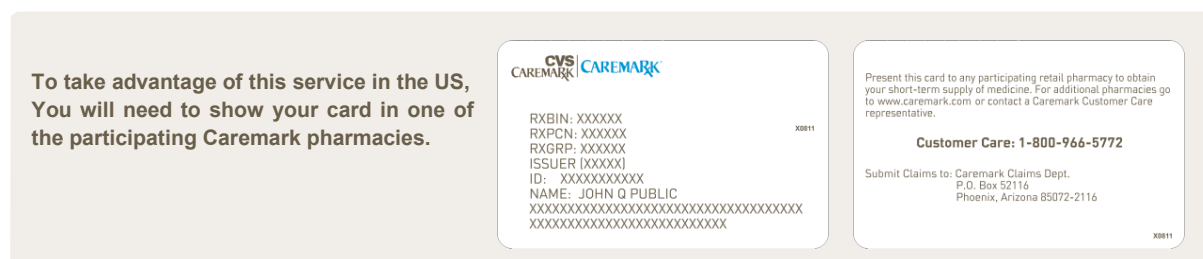 To take advantage of this service in the US,
You will need to show your card in one of
the participating Caremark pharmacies.
CVS
CAREMARK CAREMARK
RXBIN: XXXXXX
RXPCN: XXXXXX
RXGRP: XXXXXX
ISSUER (XXXXX)
ID: XXXXXXXXXXX
NAME: JOHN Q PUBLIC
XXXXXXXXXXXXXXXXXXXXXXXXXXXXXXXXXXXX
XXXXXXXXXXXXXXXXXXXXXXXXXX
X0811
Present this card to any participating retail pharmacy to obtain
your short-term supply of medicine. For additional pharmacies go
to www.caremark.com or contact a Caremark Customer Care
representative.
Customer Care: 1-800-966-5772
Submit Claims to: Caremark Claims Dept.
P.O. Box 52116
Phoenix, Arizona 85072-2116
X0811